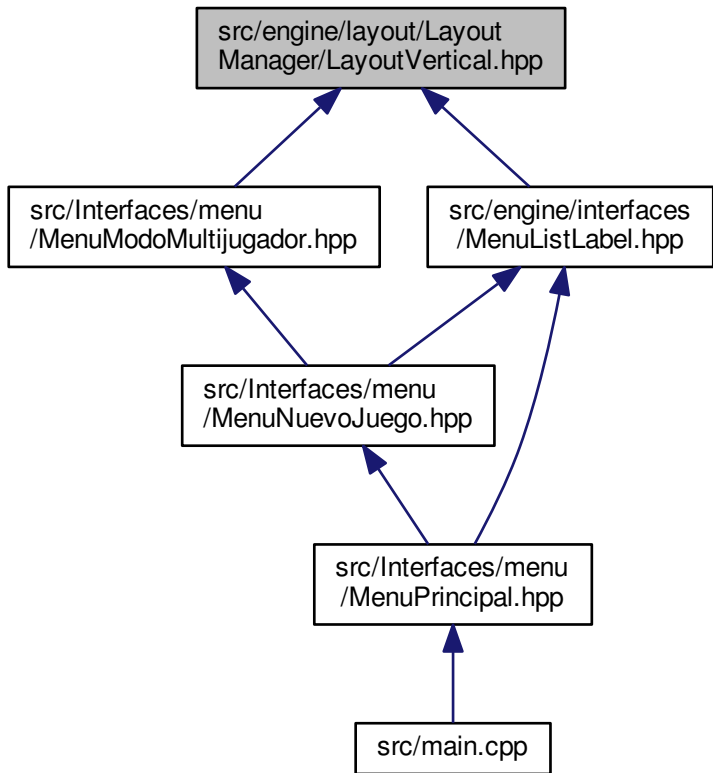 src/engine/layout/Layout
Manager/LayoutVertical.hpp
src/Interfaces/menu
/MenuModoMultijugador.hpp
src/engine/interfaces
/MenuListLabel.hpp
src/Interfaces/menu
/MenuNuevoJuego.hpp
src/Interfaces/menu
/MenuPrincipal.hpp
src/main.cpp